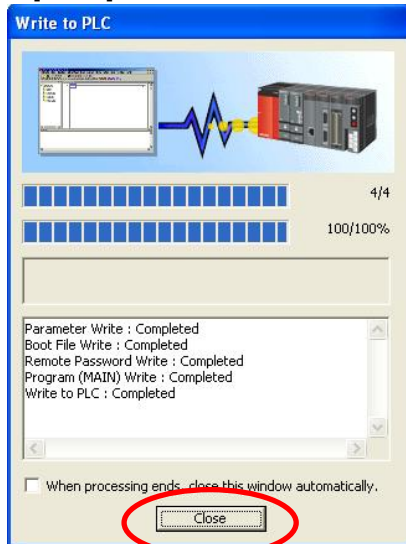 Write to PLC
4/4
100/100%
Parameter Write : Completed
Boot File Write : Completed
Remote Password Write : Completed
Program (MAIN) Write : Completed
Write to PLC : Completed
When processing ends, close this window automatically.
Close